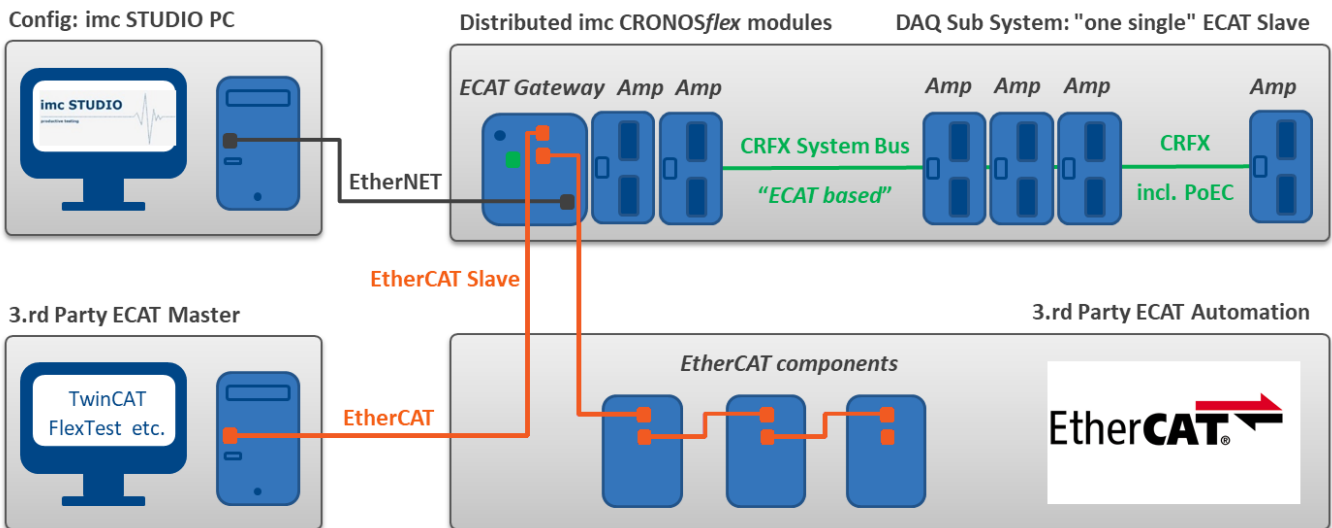 Config: imc STUDIO PC
Distributed imc CRONOSflex modules
DAQ Sub System: "one single" ECAT Slave
imc STUDIO
productive testing
ECAT Gateway
Amp
Amp
Amp
Amp
Amp
Amp
CRFX System Bus
"ECAT based"
CRFX
incl. PoEC
EtherNET
EtherCAT Slave
3.rd Party ECAT Master
3.rd Party ECAT Automation
TwinCAT
FlexTest etc.
EtherCAT
EtherCAT components
EtherCAT®